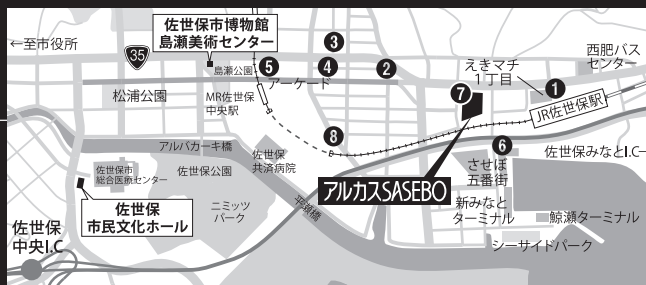 ←至市役所
35
佐世保市博物館
島瀬美術センター
3
西肥バス
センター
えきマチ
1丁目
島瀬公園
5
4
2
アーケード
7
1
松浦公園
MR佐世保
中央駅
JR佐世保駅
8
6
アルバカーキ橋
佐世保
共済病院
させぼ
五番街
佐世保みなとI.C→
佐世保市
総合医療センター
佐世保公園
アルカスSASEBO
佐世保
市民文化ホール
ニミッツ
パーク
平瀬橋
新みなと
ターミナル
鯨瀬ターミナル
佐世保
中央I.C
シーサイドパーク